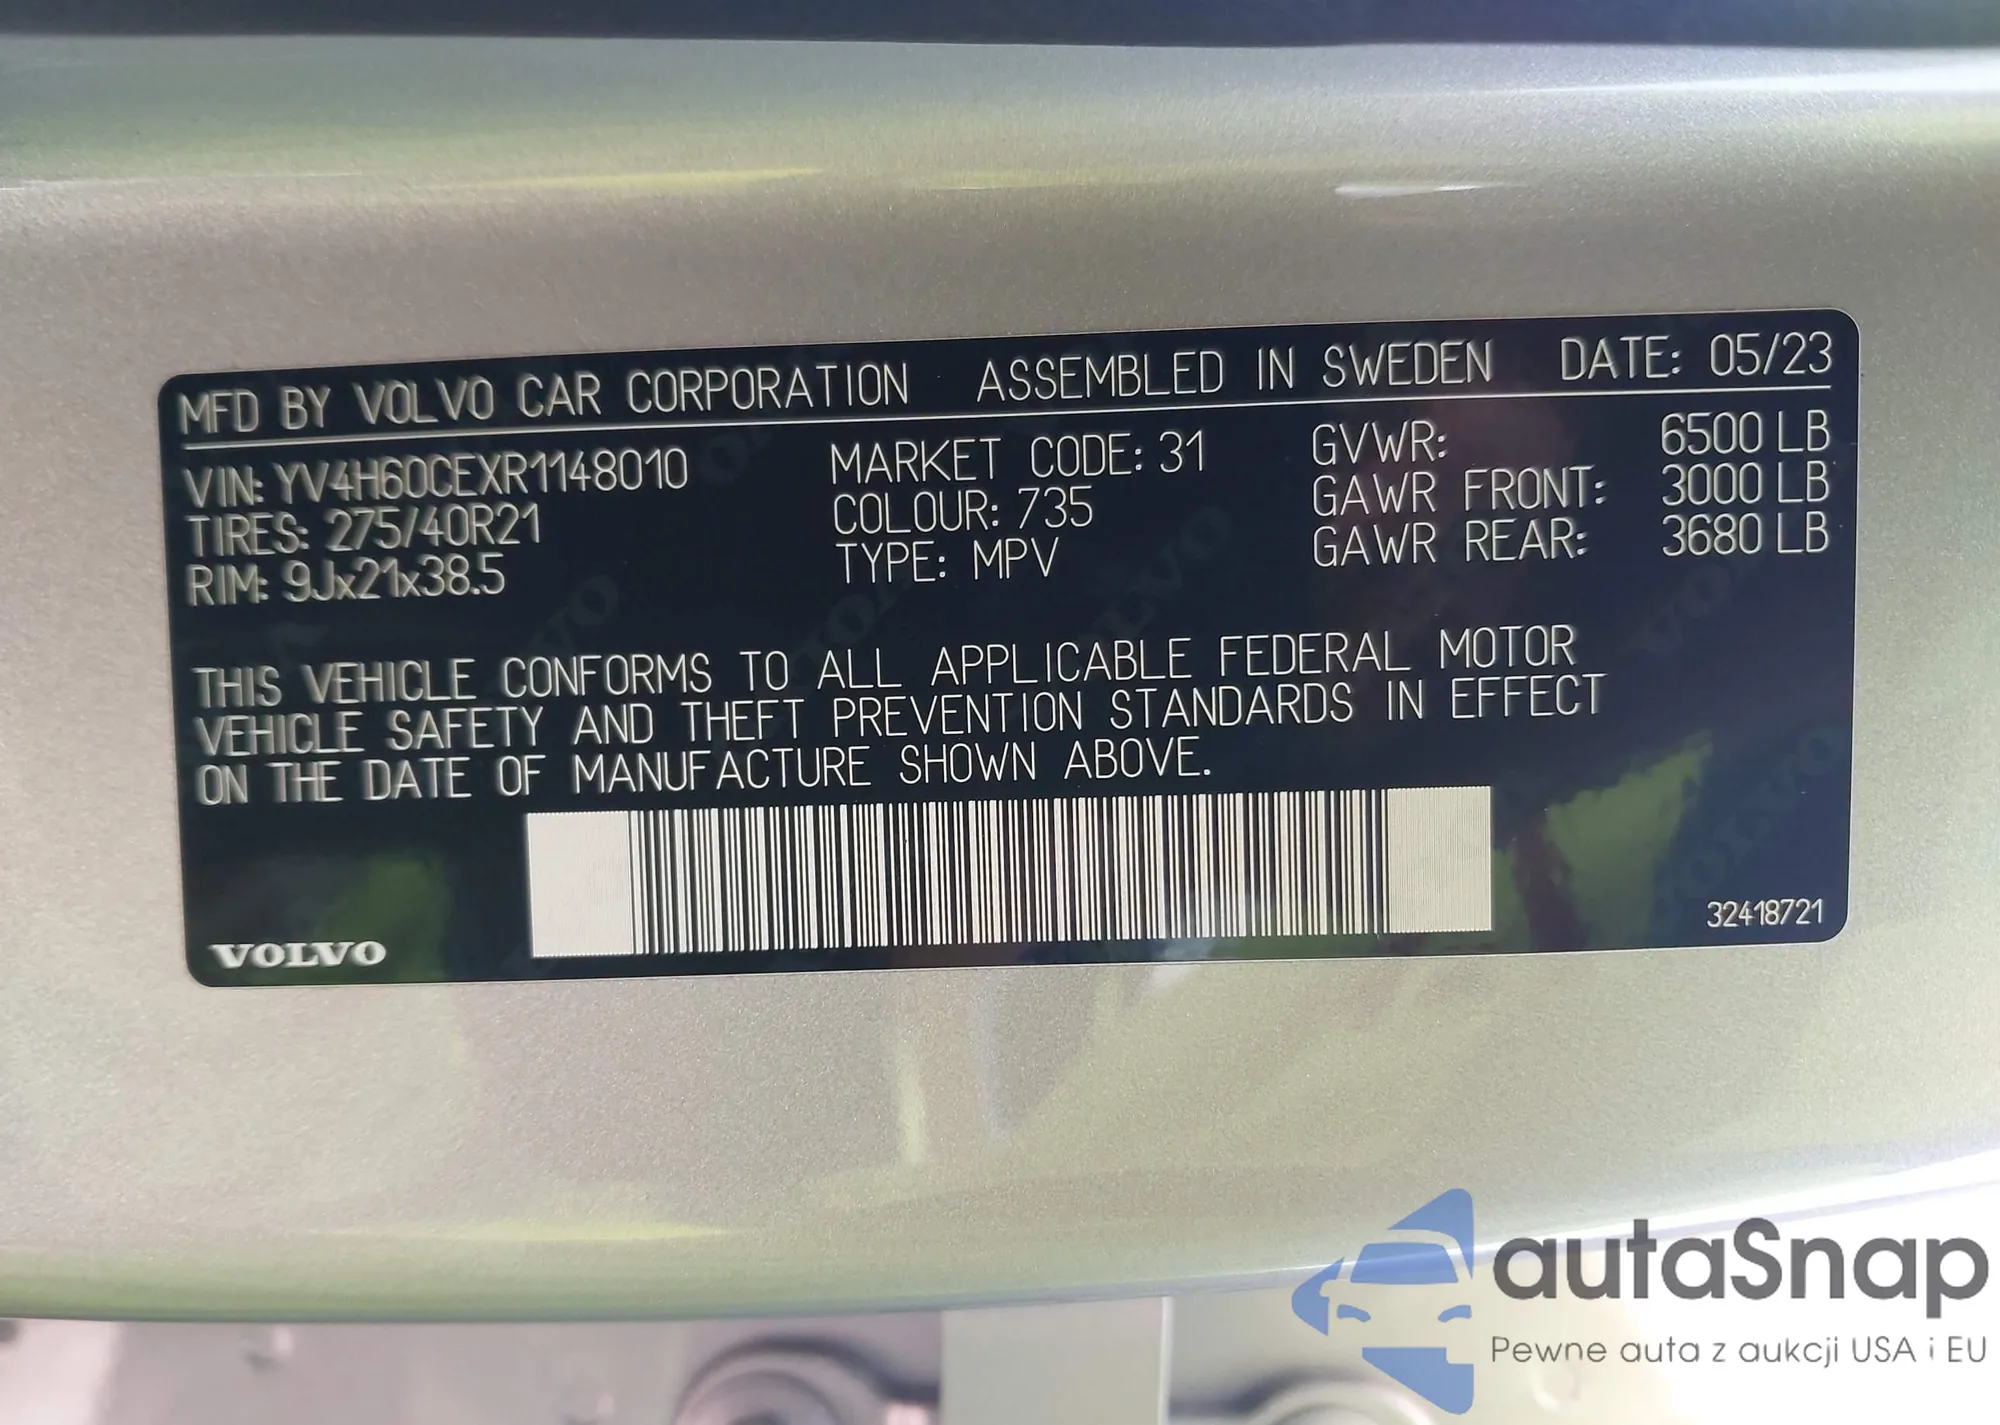 MFD BY VOLVO CAR CORPORATION ASSEMBLED IN SWEDEN DATE: 05/23
VIN: YV4H60CEXR1148010 MARKET CODE: 31 GVWR: 6500 LB
TIRES: 275/40R21 COLOUR: 735 GAWR FRONT: 3000 LB
RIM: 9Jx21x38.5 TYPE: MPV GAWR REAR: 3680 LB
THIS VEHICLE CONFORMS TO ALL APPLICABLE FEDERAL MOTOR
VEHICLE SAFETY AND THEFT PREVENTION STANDARDS IN EFFECT
ON THE DATE OF MANUFACTURE SHOWN ABOVE.
32418721
VOLVO
autaSnap
Pewne auta z aukcji USA i EU